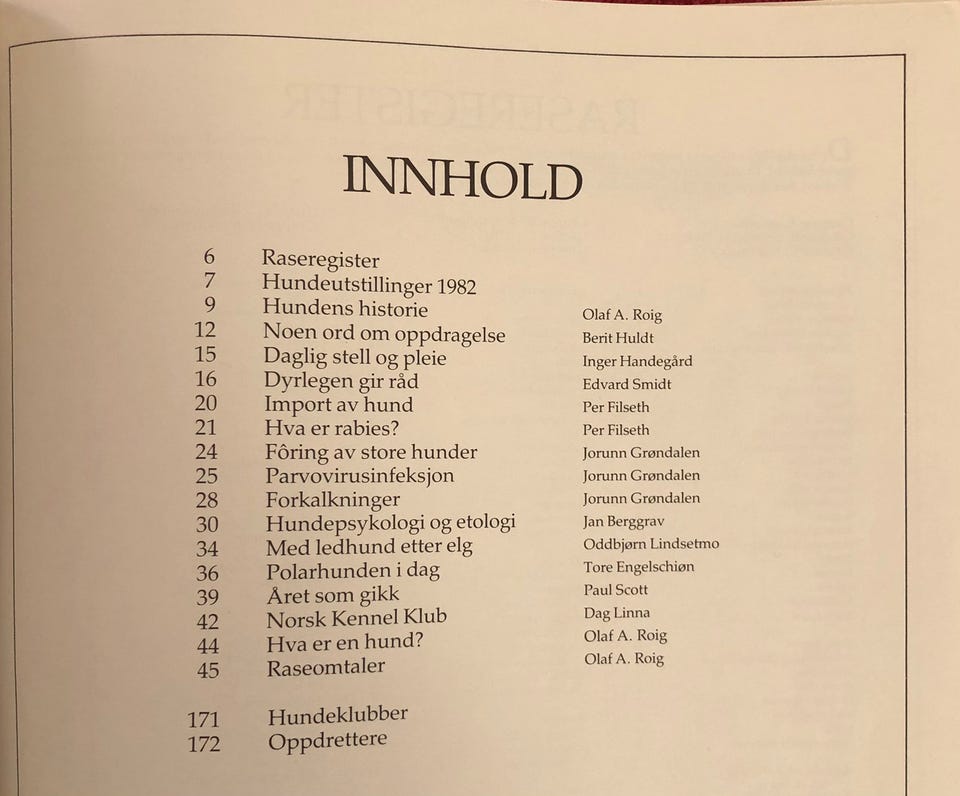 INNHOLD
6 Raseregister
7 Hundeutstillinger 1982
9 Hundens historie Olaf A. Roig
12 Noen ord om oppdragelse Berit Huldt
15 Daglig stell og pleie Inger Handegård
16 Dyrlegen gir råd Edvard Smidt
20 Import av hund Per Filseth
21 Hva er rabies? Per Filseth
24 Fôring av store hunder Jorunn Grøndalen
25 Parvovirusinfeksjon Jorunn Grøndalen
28 Forkalkninger Jorunn Grøndalen
30 Hundepsykologi og etologi Jan Berggrav
34 Med ledhund etter elg Oddbjørn Lindsetmo
36 Polarhunden i dag Tore Engelschiøn
39 Året som gikk Paul Scott
42 Norsk Kennel Klub Dag Linna
44 Hva er en hund? Olaf A. Roig
45 Raseomtaler Olaf A. Roig
171 Hundeklubber
172 Oppdrettere